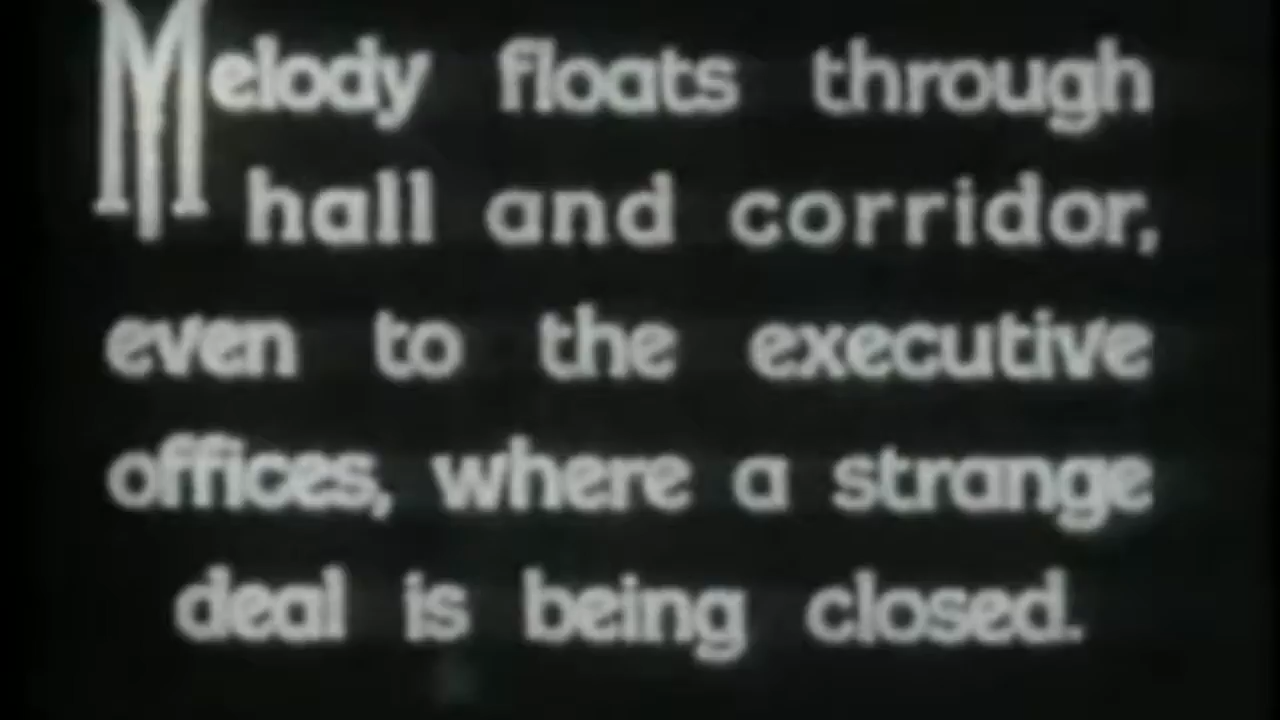 Melody floats through
hall and corridor,
even to the executive
offices, where a strange
deal is being closed.